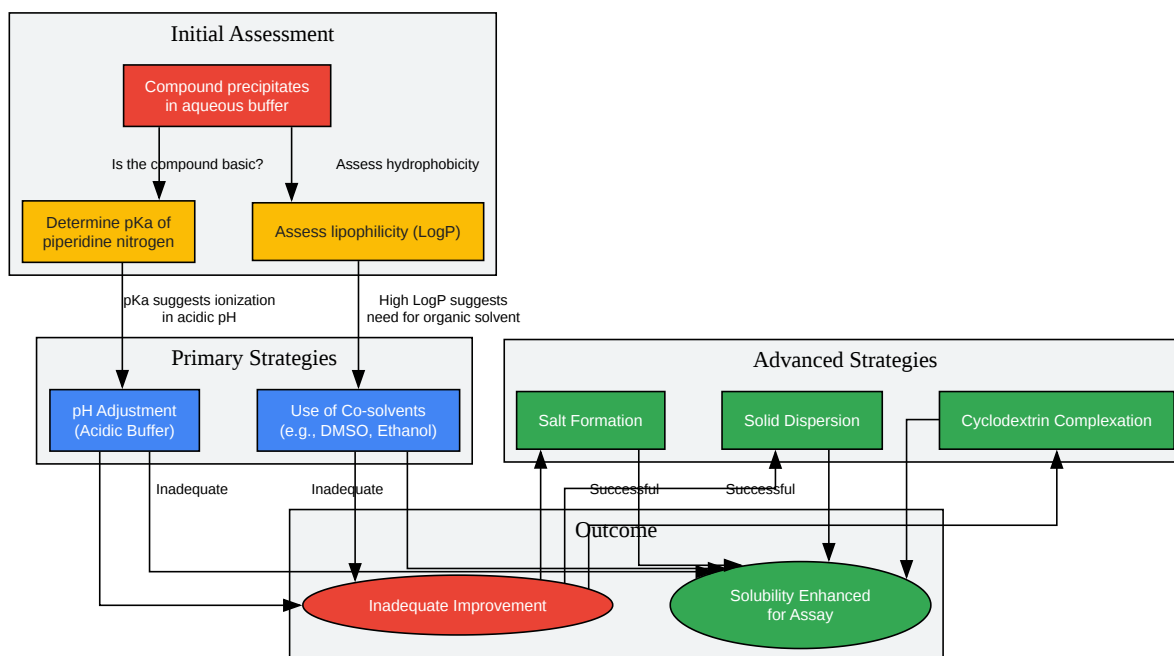 Initial Assessment
Compound precipitates
in aqueous buffer
Is the compound basic?
Assess hydrophobicity
Determine pKa of
piperidine nitrogen
Assess lipophilicity (LogP)
pKa suggests ionization
in acidic pH
High LogP suggests
need for organic solvent
Primary Strategies
pH Adjustment
(Acidic Buffer)
Use of Co-solvents
(e.g., DMSO, Ethanol)
Advanced Strategies
Salt Formation
Solid Dispersion
Cyclodextrin Complexation
Inadequate
Inadequate
Successful
Successful
Outcome
Inadequate Improvement
Solubility Enhanced
for Assay